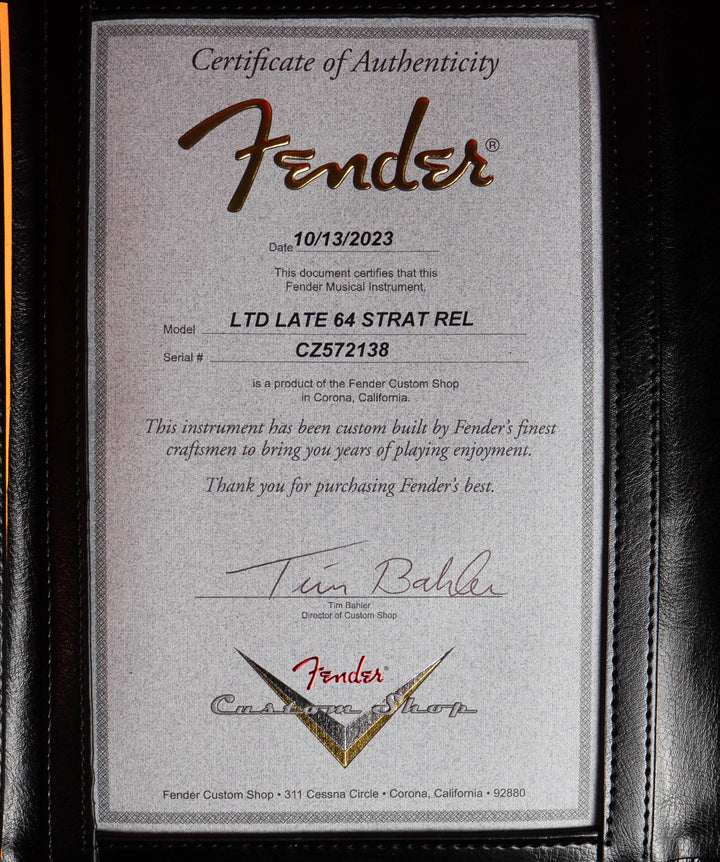 Certificate of Authenticity
Fender®
Date 10/13/2023
This document certifies that this
Fender Musical Instrument,
Model LTD LATE 64 STRAT REL
Serial # CZ572138
is a product of the Fender Custom Shop
in Corona, California.
This instrument has been custom built by Fender's finest
craftsmen to bring you years of playing enjoyment.
Thank you for purchasing Fender's best.
Tim Bahler
Tim Bahler
Director of Custom Shop
Fender®
Custom Shop
Fender Custom Shop • 311 Cessna Circle • Corona, California • 92880